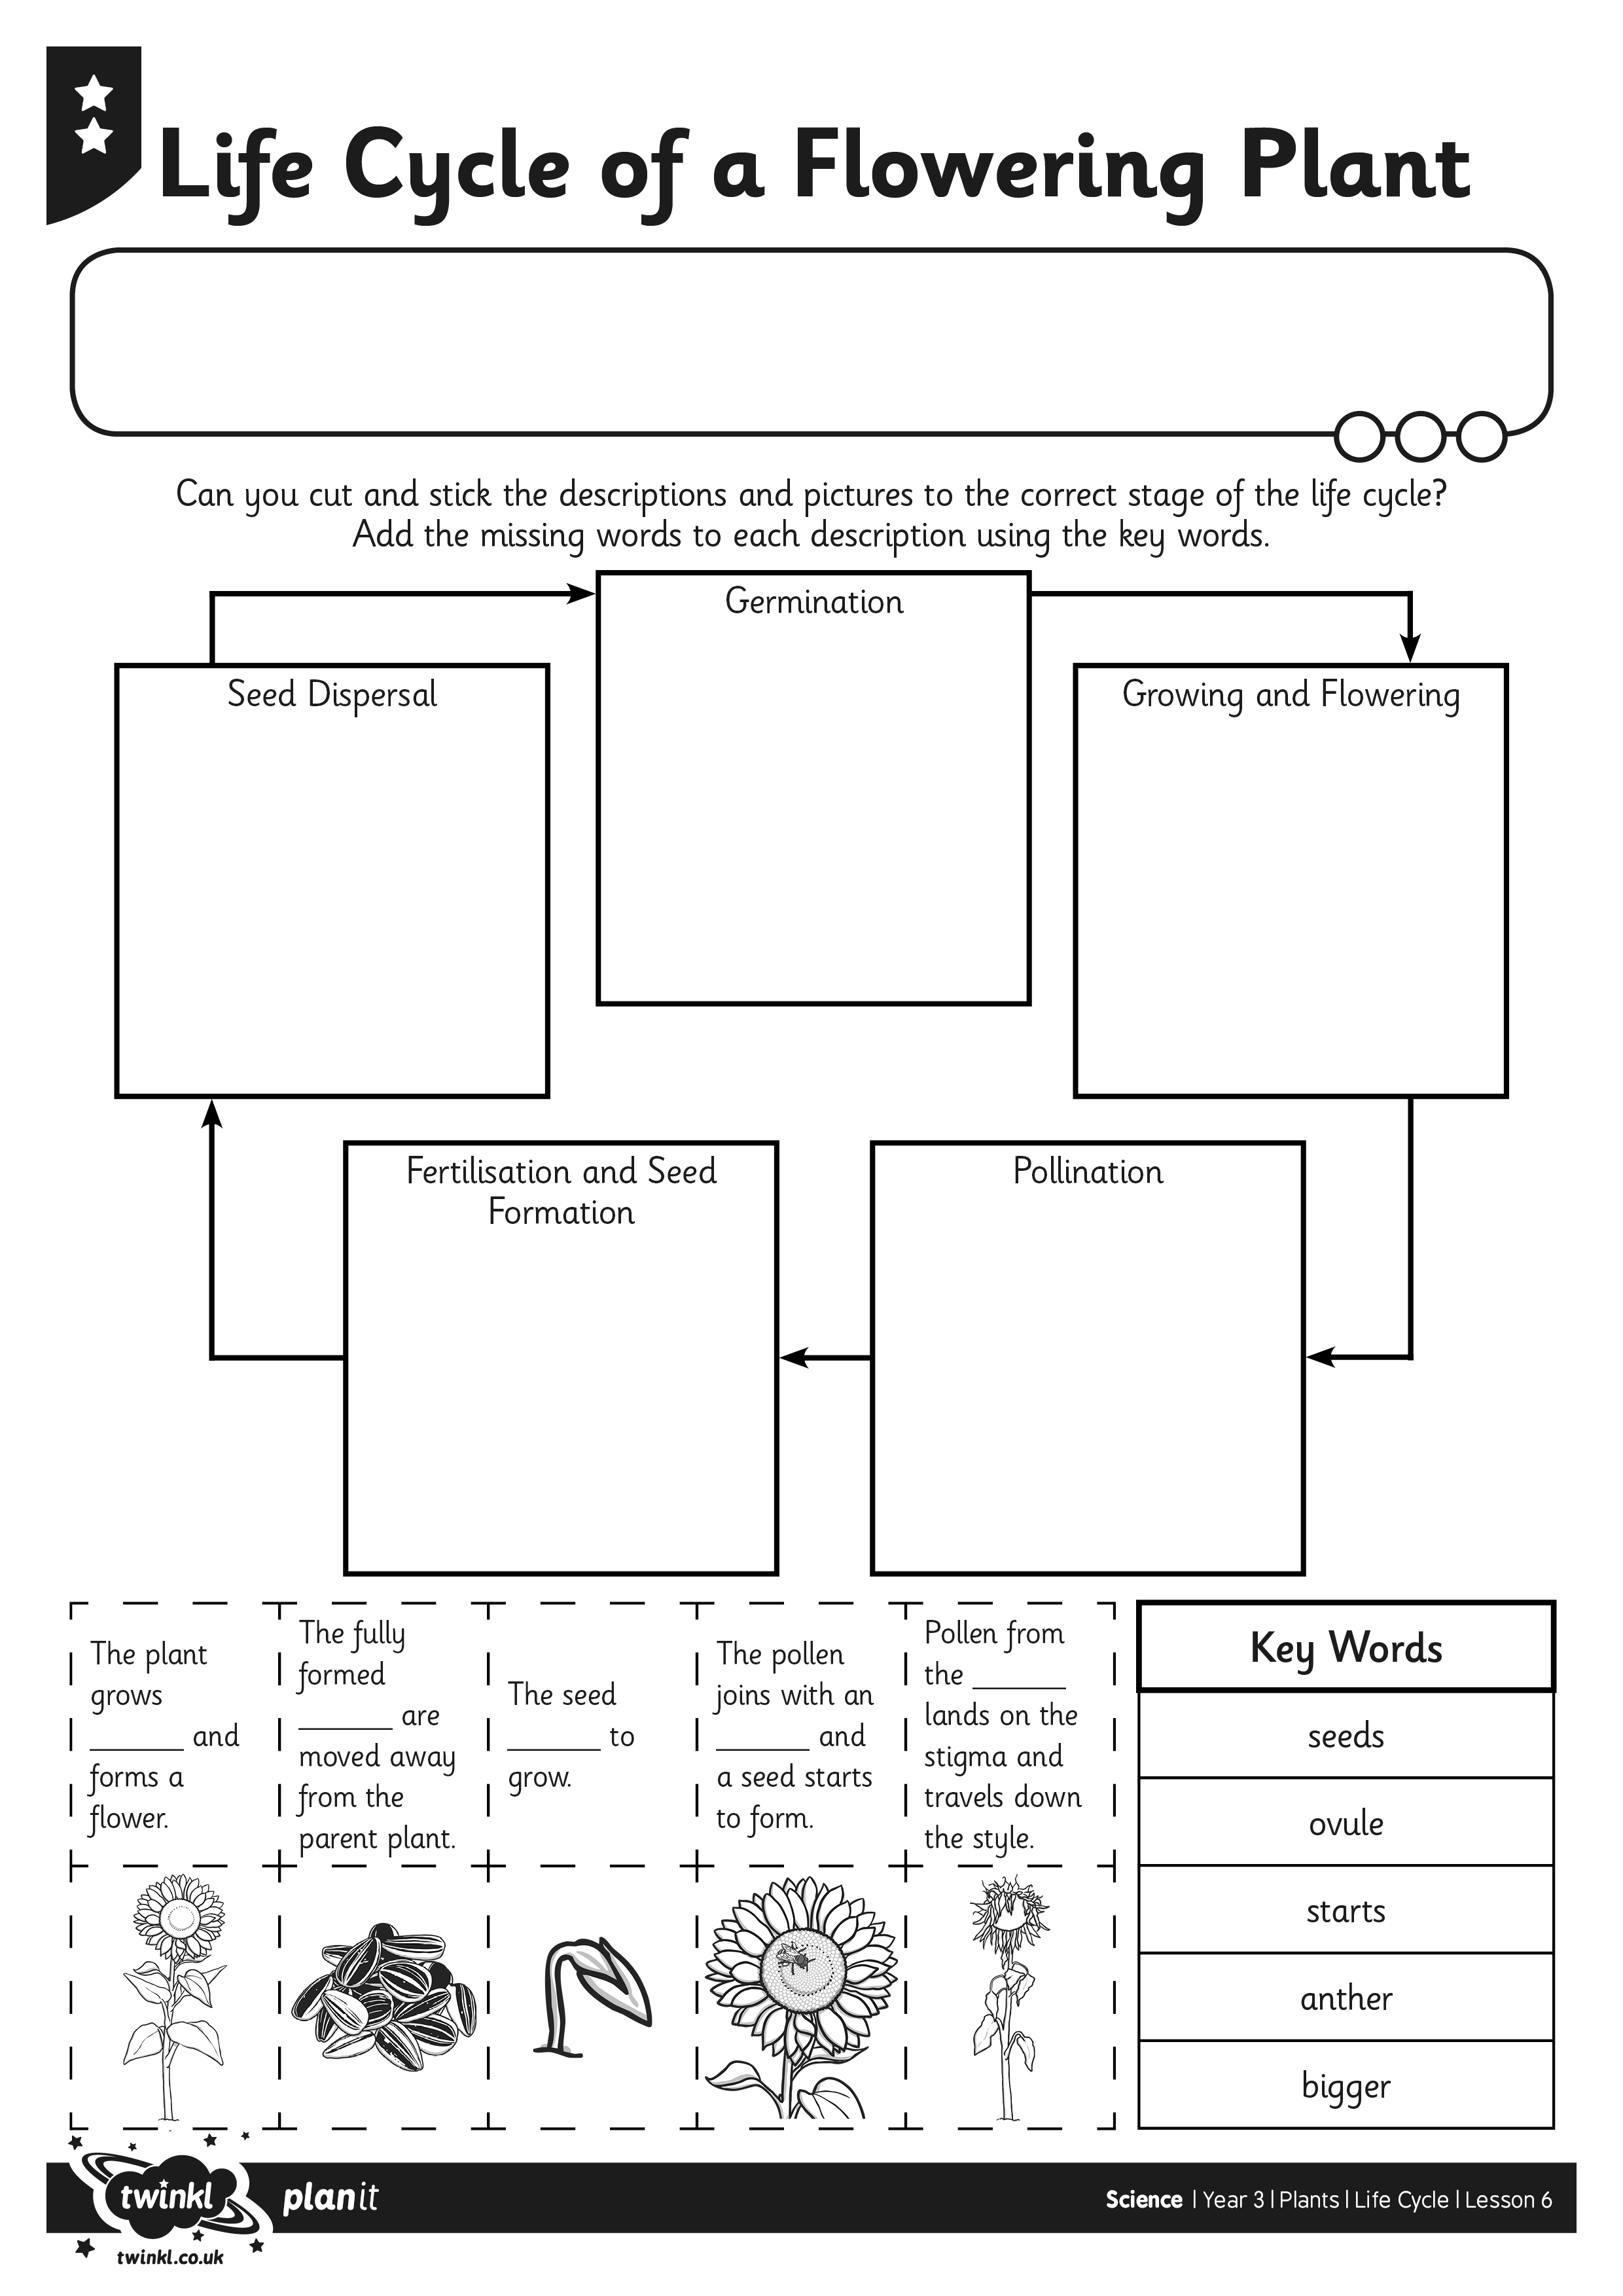 Life Cycle of a Flowering Plant
Can you cut and stick the descriptions and pictures to the correct stage of the life cycle?
Add the missing words to each description using the key words.
Germination
Seed Dispersal
Growing and Flowering
Fertilisation and Seed
Formation
Pollination
The plant
grows
_______ and
forms a
flower.
The fully
formed
_______ are
moved away
from the
parent plant.
The seed
_______ to
grow.
The pollen
joins with an
_______ and
a seed starts
to form.
Pollen from
the _______
lands on the
stigma and
travels down
the style.
Key Words
seeds
ovule
starts
anther
bigger
twinkl
planit
Science | Year 3 | Plants | Life Cycle | Lesson 6
twinkl.co.uk